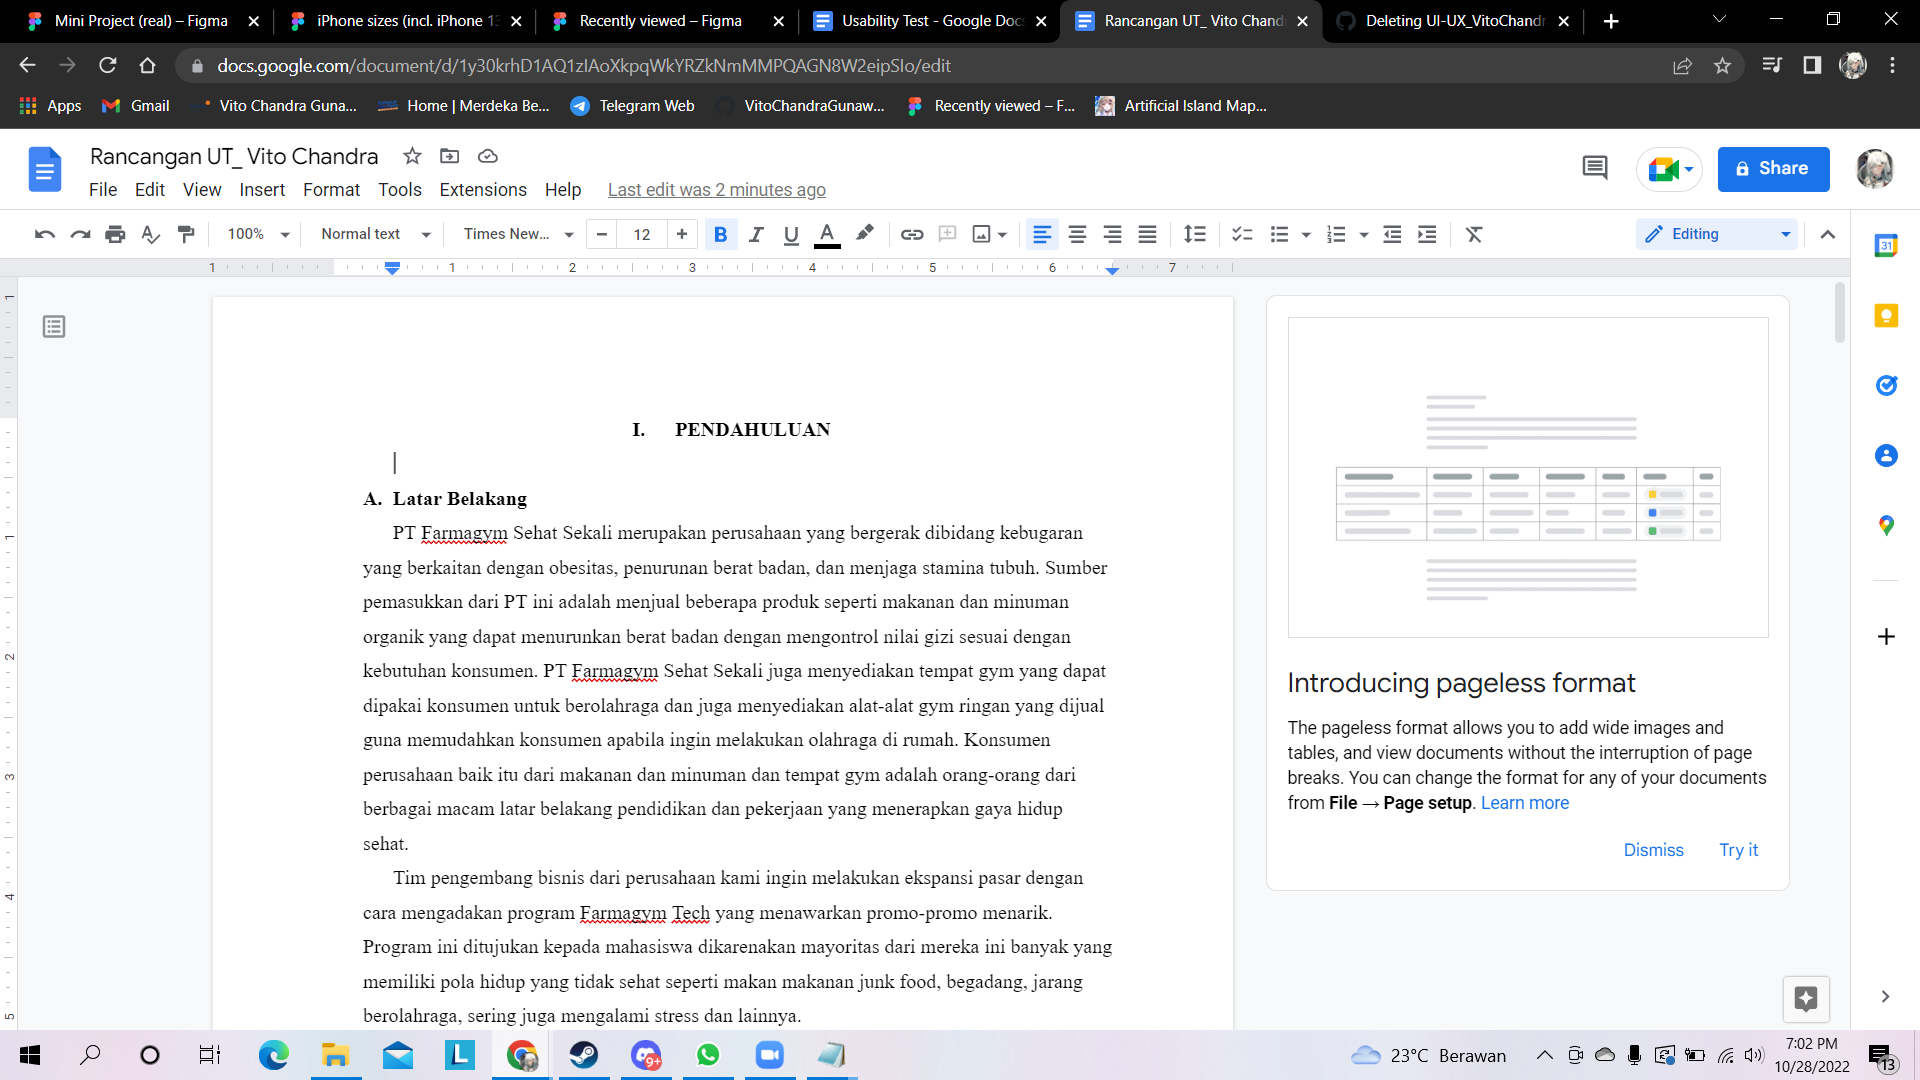 Mini Project (real) – Figma
iPhone sizes (incl. iPhone 13
Recently viewed – Figma
Usability Test - Google Docs
Rancangan UT_ Vito Chand
Deleting UI-UX_VitoChandr
docs.google.com/document/d/1y30krhD1AQ1zIAoXkpqWkYRZkNmMMPQAGN8W2eipSIo/edit
Apps
Gmail
Vito Chandra Guna...
Home | Merdeka Be...
Telegram Web
VitoChandraGunaw...
Recently viewed – F...
Artificial Island Map...
Rancangan UT_ Vito Chandra
File Edit View Insert Format Tools Extensions Help Last edit was 2 minutes ago
Share
100% Normal text Times New... 12 Editing
1 1 2 3 4 5 6 7
I. PENDAHULUAN
A. Latar Belakang
PT Farmagym Sehat Sekali merupakan perusahaan yang bergerak dibidang kebugaran
yang berkaitan dengan obesitas, penurunan berat badan, dan menjaga stamina tubuh. Sumber
pemasukkan dari PT ini adalah menjual beberapa produk seperti makanan dan minuman
organik yang dapat menurunkan berat badan dengan mengontrol nilai gizi sesuai dengan
kebutuhan konsumen. PT Farmagym Sehat Sekali juga menyediakan tempat gym yang dapat
dipakai konsumen untuk berolahraga dan juga menyediakan alat-alat gym ringan yang dijual
guna memudahkan konsumen apabila ingin melakukan olahraga di rumah. Konsumen
perusahaan baik itu dari makanan dan minuman dan tempat gym adalah orang-orang dari
berbagai macam latar belakang pendidikan dan pekerjaan yang menerapkan gaya hidup
sehat.
Tim pengembang bisnis dari perusahaan kami ingin melakukan ekspansi pasar dengan
cara mengadakan program Farmagym Tech yang menawarkan promo-promo menarik.
Program ini ditujukan kepada mahasiswa dikarenakan mayoritas dari mereka ini banyak yang
memiliki pola hidup yang tidak sehat seperti makan makanan junk food, begadang, jarang
berolahraga, sering juga mengalami stress dan lainnya.
1
1
2
3
4
5
Introducing pageless format
The pageless format allows you to add wide images and
tables, and view documents without the interruption of page
breaks. You can change the format for any of your documents
from File → Page setup. Learn more
Dismiss Try it
31
9+
23°C Berawan
7:02 PM
10/28/2022
13